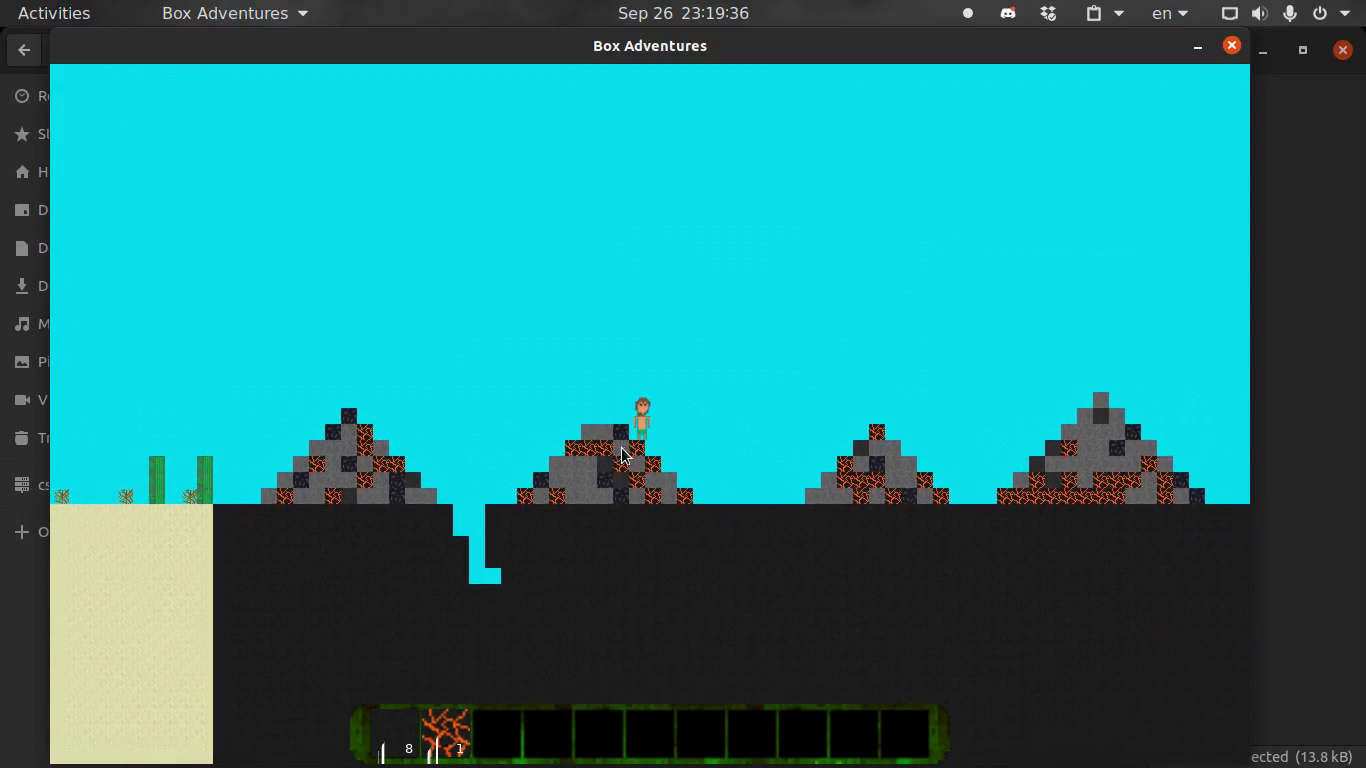 Activities
Box Adventures
Sep 26 23:19:36
en
Box Adventures
8
1
ected (13.8 kB)